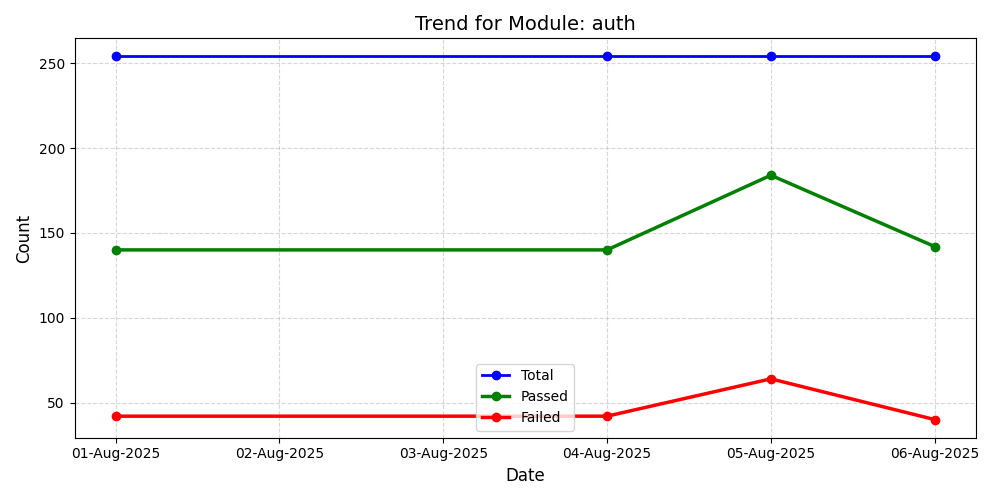 Trend for Module: auth
Count
250
200
150
100
50
Total
Passed
Failed
01-Aug-2025 02-Aug-2025 03-Aug-2025 04-Aug-2025 05-Aug-2025 06-Aug-2025
Date